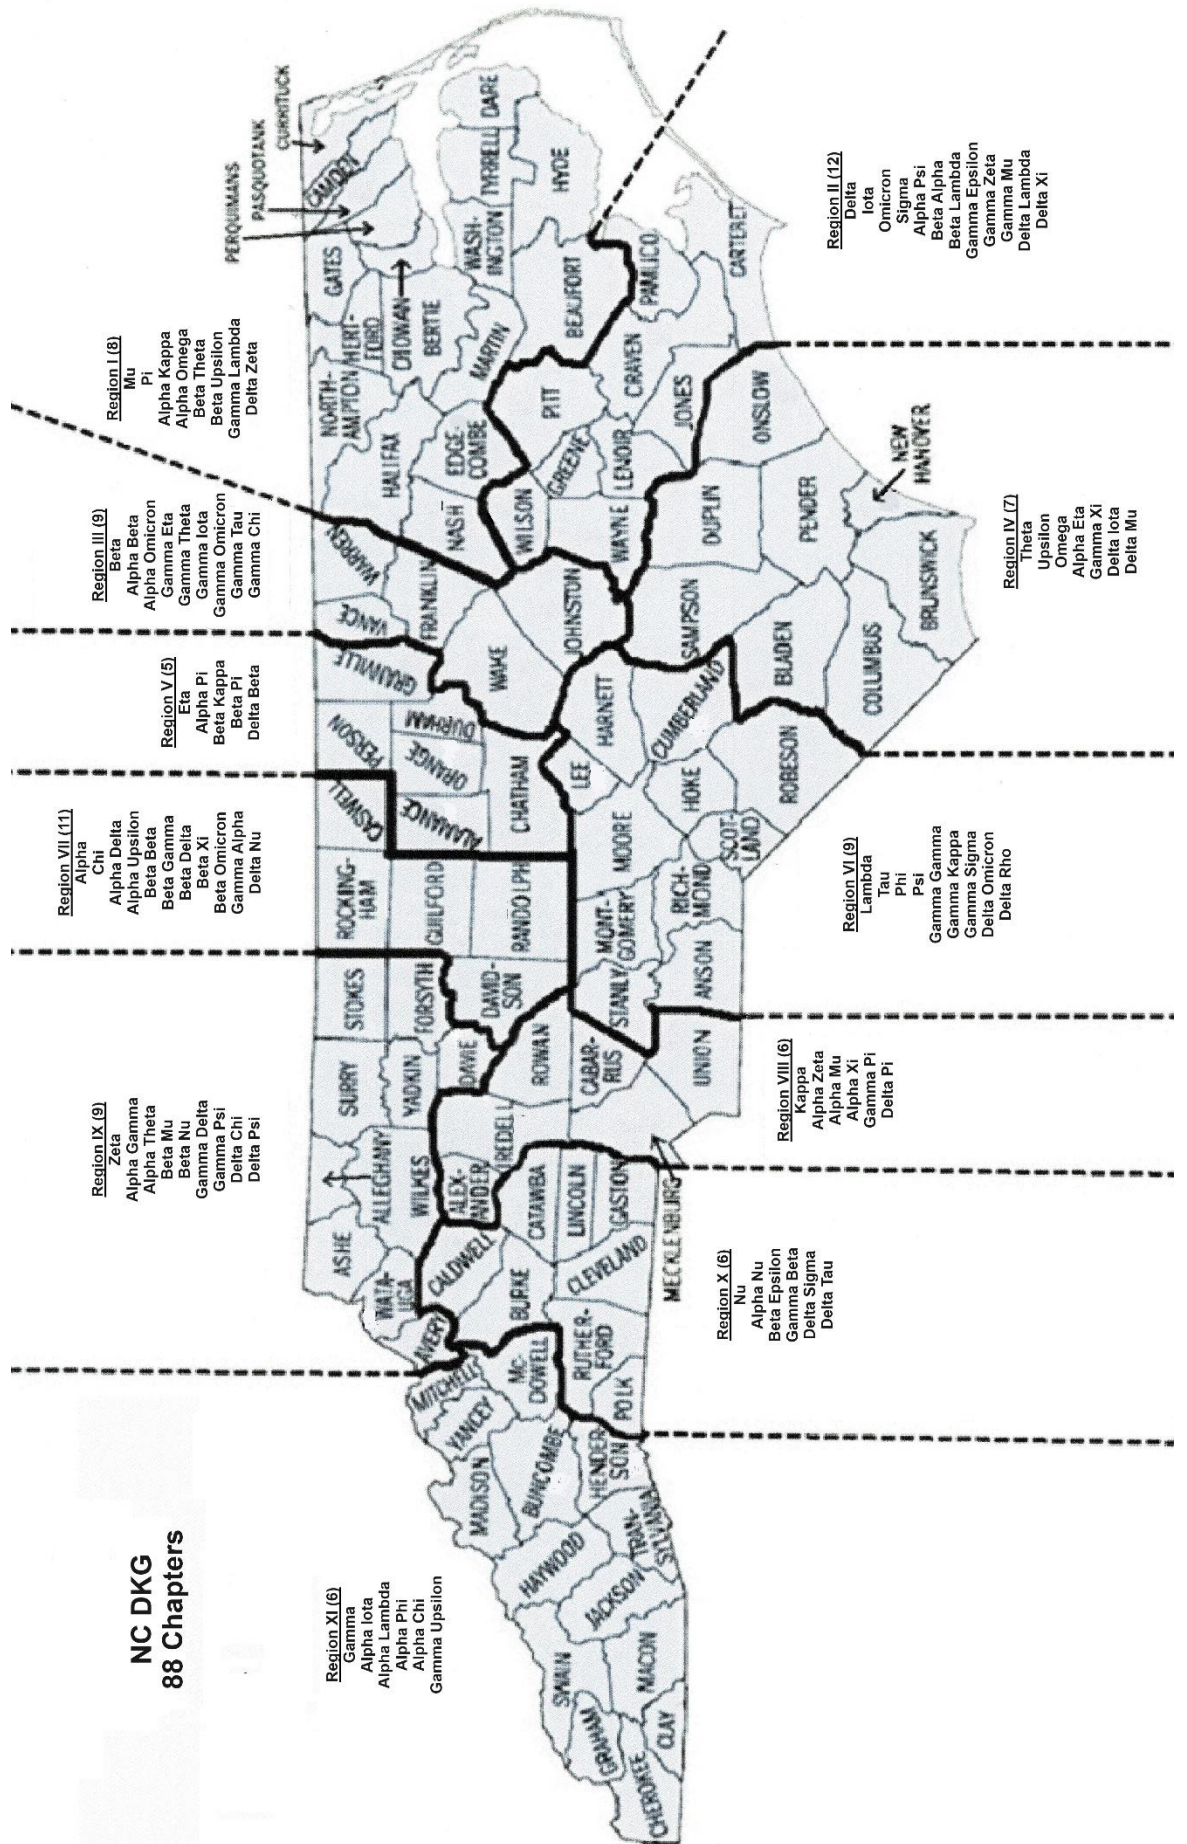 NC DKG
88 Chapters
Region XI (6)
Gamma
Alpha Iota
Alpha Lambda
Alpha Phi
Alpha Chi
Gamma Upsilon
Region IX (9)
Zeta
Alpha Gamma
Alpha Theta
Beta Mu
Beta Nu
Gamma Delta
Gamma Psi
Delta Chi
Delta Psi
Region VII (11)
Alpha
Chi
Alpha Delta
Alpha Upsilon
Beta Beta
Beta Gamma
Beta Delta
Beta Xi
Beta Omicron
Gamma Alpha
Delta Nu
Region V (5)
Eta
Alpha Pi
Beta Kappa
Beta Pi
Delta Beta
Region III (9)
Beta
Alpha Beta
Alpha Omicron
Gamma Eta
Gamma Theta
Gamma Iota
Gamma Omicron
Gamma Tau
Gamma Chi
Region I (8)
Mu
Pi
Alpha Kappa
Alpha Omega
Beta Theta
Beta Upsilon
Gamma Lambda
Delta Zeta
PERQUIMANS
PASQUOTANK
CURRITUCK
CAMDEN
GATES
HERT-
FORD
CHOWAN
BERTIE
NORTH-
AMPTON
HALIFAX
MARTIN
WASH-
INGTON
TYRRELL
DARE
HYDE
BEAUFORT
EDGE-
COMBE
NASH
WARREN
VANCE
FRANKLIN
GRANVILLE
PERSON
CASWELL
ROCKING-
HAM
STOKES
SURRY
ALLEGHANY
ASHE
WATA-
UGA
WILKES
YADKIN
FORSYTH
GUILFORD
ALAMANCE
ORANGE
DURHAM
WAKE
JOHNSTON
WILSON
GREENE
PITT
PAMLICO
CRAVEN
CARTERET
JONES
LENOIR
WAYNE
ONSLOW
DUPLIN
PENDER
NEW
HANOVER
SAMPSON
BLADEN
BRUNSWICK
COLUMBUS
ROBESON
CUMBERLAND
HARNETT
LEE
HOKE
SCOT-
LAND
MOORE
CHATHAM
RANDOLPH
DAVID-
SON
DAVIE
ROWAN
IREDELL
ALEX-
ANDER
MONT-
GOMERY
RICH-
MOND
STANLY
ANSON
UNION
CABAR-
RUS
MECKLENBURG
CATAWBA
LINCOLN
GASTON
CLEVELAND
CALDWELL
BURKE
AVERY
MITCHELL
MC-
DOWELL
RUTHER-
FORD
POLK
YANCEY
MADISON
BUNCOMBE
HENDER-
SON
HAYWOOD
TRAN-
SYLVANIA
JACKSON
SWAIN
MACON
GRAHAM
CHEROKEE
CLAY
Region X (6)
Nu
Alpha Nu
Beta Epsilon
Gamma Beta
Delta Sigma
Delta Tau
Region VIII (6)
Kappa
Alpha Zeta
Alpha Mu
Alpha Xi
Gamma Pi
Delta Pi
Region VI (9)
Lambda
Tau
Phi
Psi
Gamma Gamma
Gamma Kappa
Gamma Sigma
Delta Omicron
Delta Rho
Region IV (7)
Theta
Upsilon
Omega
Alpha Eta
Gamma Xi
Delta Iota
Delta Mu
Region II (12)
Delta
Iota
Omicron
Sigma
Alpha Psi
Beta Alpha
Beta Lambda
Gamma Epsilon
Gamma Zeta
Gamma Mu
Delta Lambda
Delta Xi